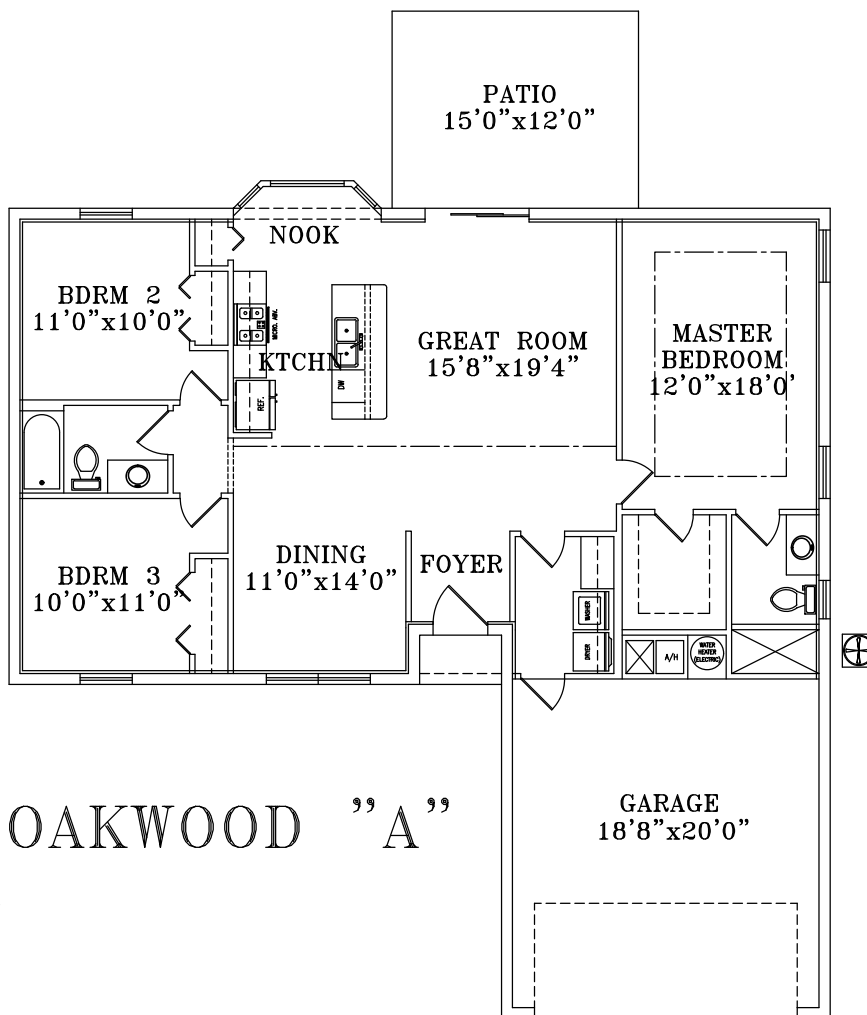 PATIO
15'0"x12'0"
NOOK
BDRM 2
11'0"x10'0"
MICRO. ABV.
KTCHN
REF.
DW
GREAT ROOM
15'8"x19'4"
MASTER
BEDROOM
12'0"x18'0'
BDRM 3
10'0"x11'0"
DINING
11'0"x14'0"
FOYER
WASHER
DRYER
A/H
WATER
HEATER
(ELECTRIC)
OAKWOOD "A"
GARAGE
18'8"x20'0"